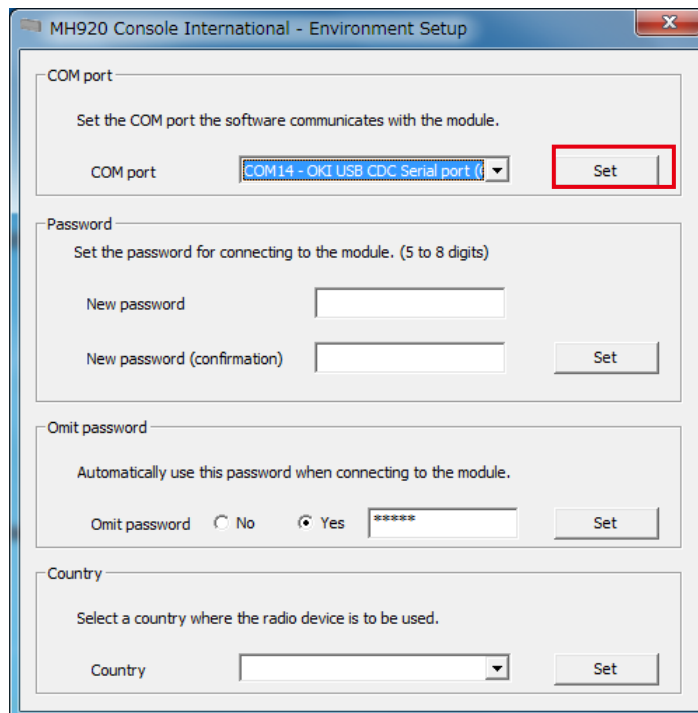 MH920 Console International - Environment Setup
COM port
Set the COM port the software communicates with the module.
COM port COM14 - OKI USB CDC Serial port ( Set
Password
Set the password for connecting to the module. (5 to 8 digits)
New password
New password (confirmation) Set
Omit password
Automatically use this password when connecting to the module.
Omit password No Yes ***** Set
Country
Select a country where the radio device is to be used.
Country Set